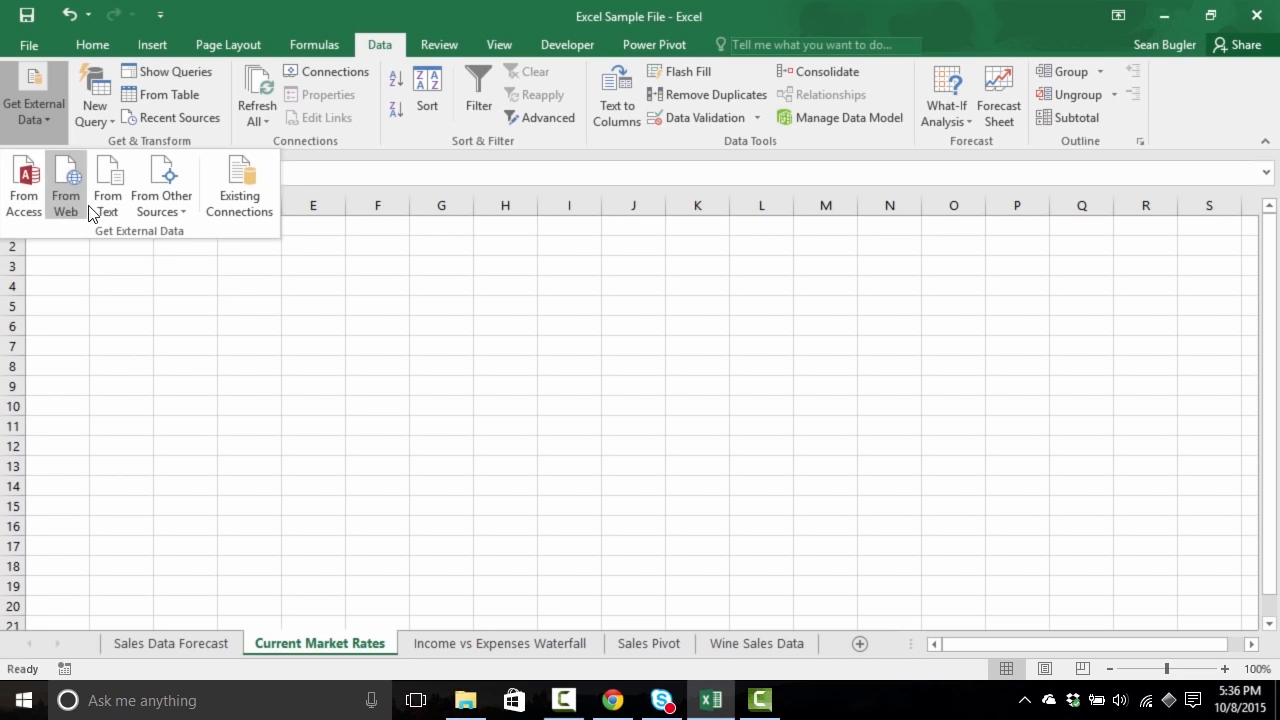 Excel Sample File - Excel
File Home Insert Page Layout Formulas Data Review View Developer Power Pivot Tell me what you want to do... Sean Bugler Share
Get External Data
New Query
Show Queries
From Table
Recent Sources
Get & Transform
Refresh All
Connections
Properties
Edit Links
Connections
Sort
Filter
Clear
Reapply
Advanced
Sort & Filter
Text to Columns
Flash Fill
Remove Duplicates
Data Validation
Consolidate
Relationships
Manage Data Model
Data Tools
What-If Analysis
Forecast Sheet
Forecast
Group
Ungroup
Subtotal
Outline
From Access
From Web
From Text
From Other Sources
Existing Connections
Get External Data
E F G H I J K L M N O P Q R S
2
3
4
5
6
7
8
9
10
11
12
13
14
15
16
17
18
19
20
21
Sales Data Forecast Current Market Rates Income vs Expenses Waterfall Sales Pivot Wine Sales Data
Ready 100%
Ask me anything
5:36 PM
10/8/2015